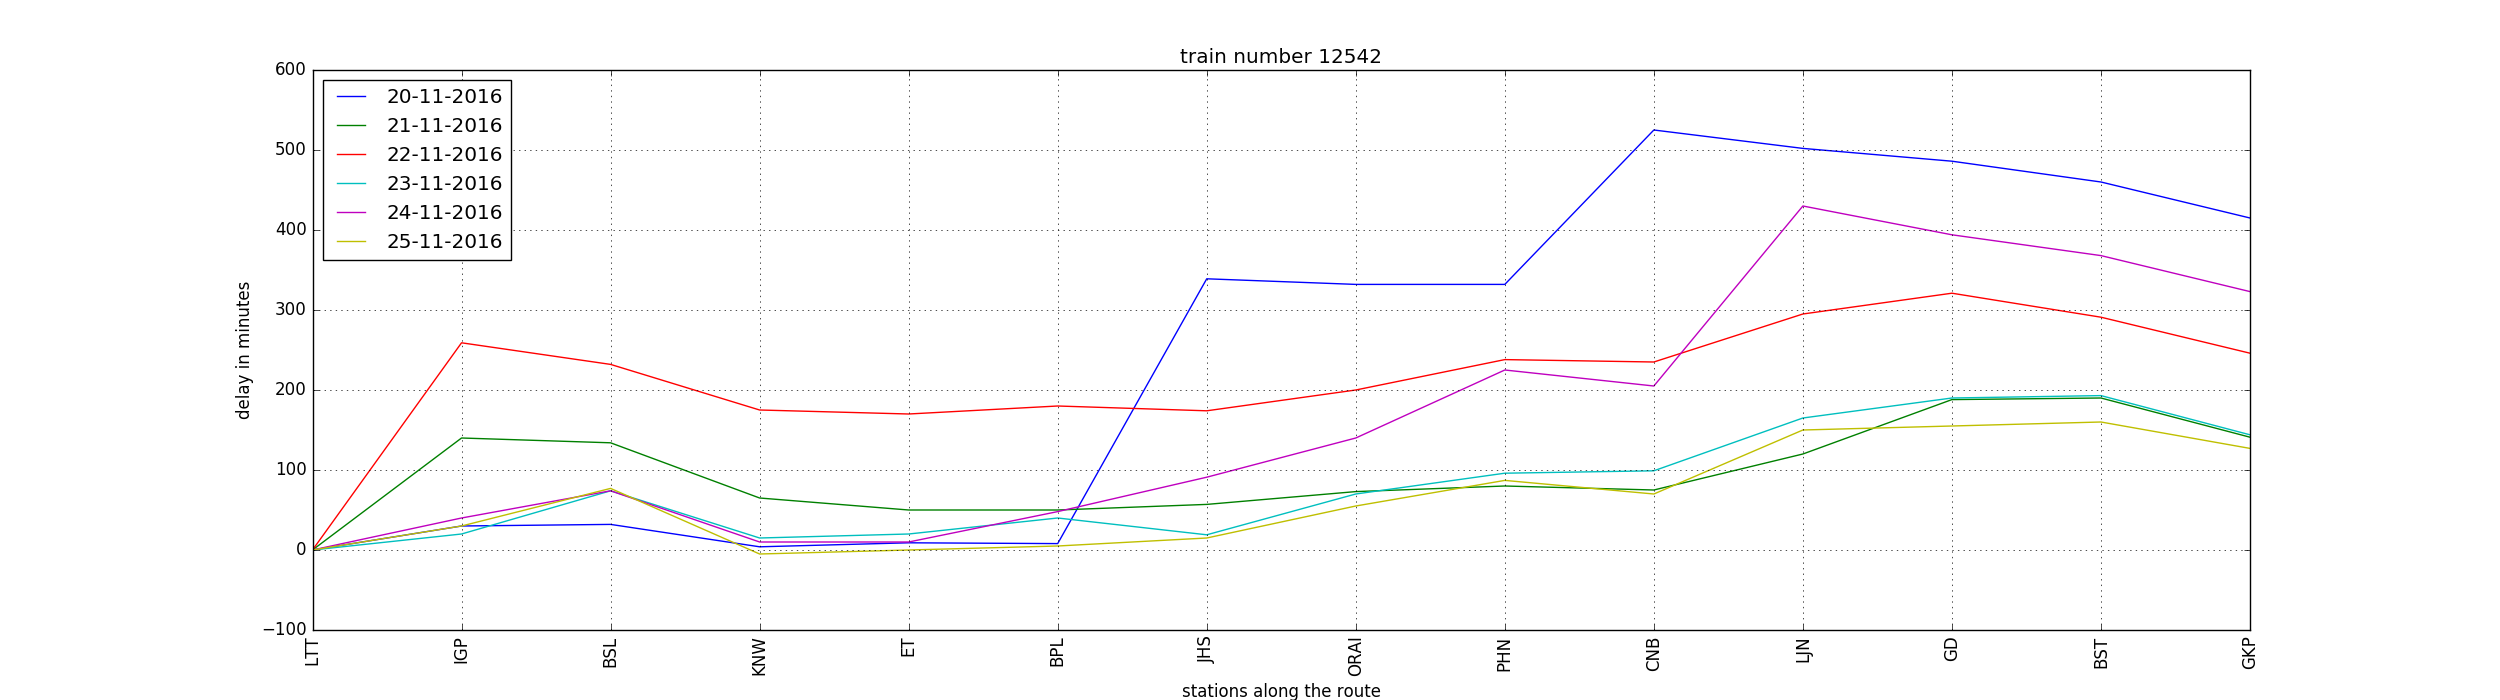 train number 12542
600
500
400
300
200
100
0
−100
delay in minutes
20-11-2016
21-11-2016
22-11-2016
23-11-2016
24-11-2016
25-11-2016
LTT
IGP
BSL
KNW
ET
BPL
JHS
ORAI
PHN
CNB
LJN
GD
BST
GKP
stations along the route